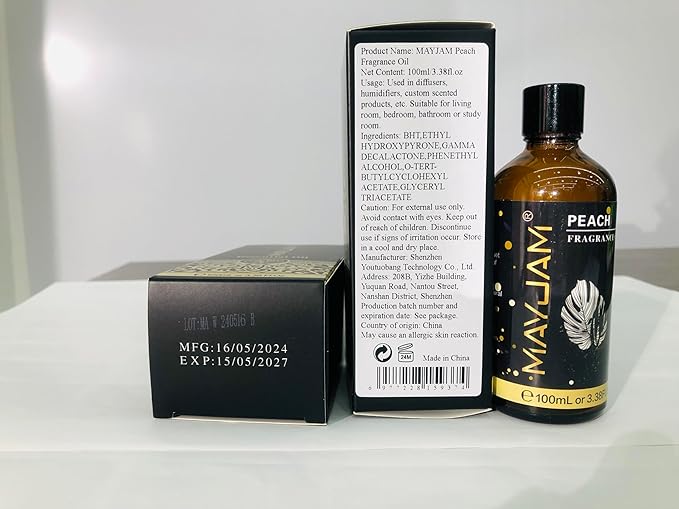 LOT:MA W 240516 B
MFG:16/05/2024
EXP:15/05/2027
Product Name: MAYJAM Peach
Fragrance Oil
Net Content: 100ml/3.38fl.oz
Usage: Used in diffusers,
humidifiers, custom scented
products, etc. Suitable for living
room, bedroom, bathroom or study
room.
Ingredients: BHT,ETHYL
HYDROXYPYRONE,GAMMA
DECALACTONE,PHENETHYL
ALCOHOL,O-TERT-
BUTYLCYCLOHEXYL
ACETATE,GLYCERYL
TRIACETATE
Caution: For external use only.
Avoid contact with eyes. Keep out
of reach of children. Discontinue
use if signs of irritation occur. Store
in a cool and dry place.
Manufacturer: Shenzhen
Youtuobang Technology Co., Ltd.
Address: 208B, Yizhe Building,
Yuquan Road, Nantou Street,
Nanshan District, Shenzhen
Production batch number and
expiration date: See package.
Country of origin: China
May cause an allergic skin reaction.
24M
Made in China
6 977228 159374
MAYJAM®
PEACH
FRAGRANCE
℮100mL or 3.38F